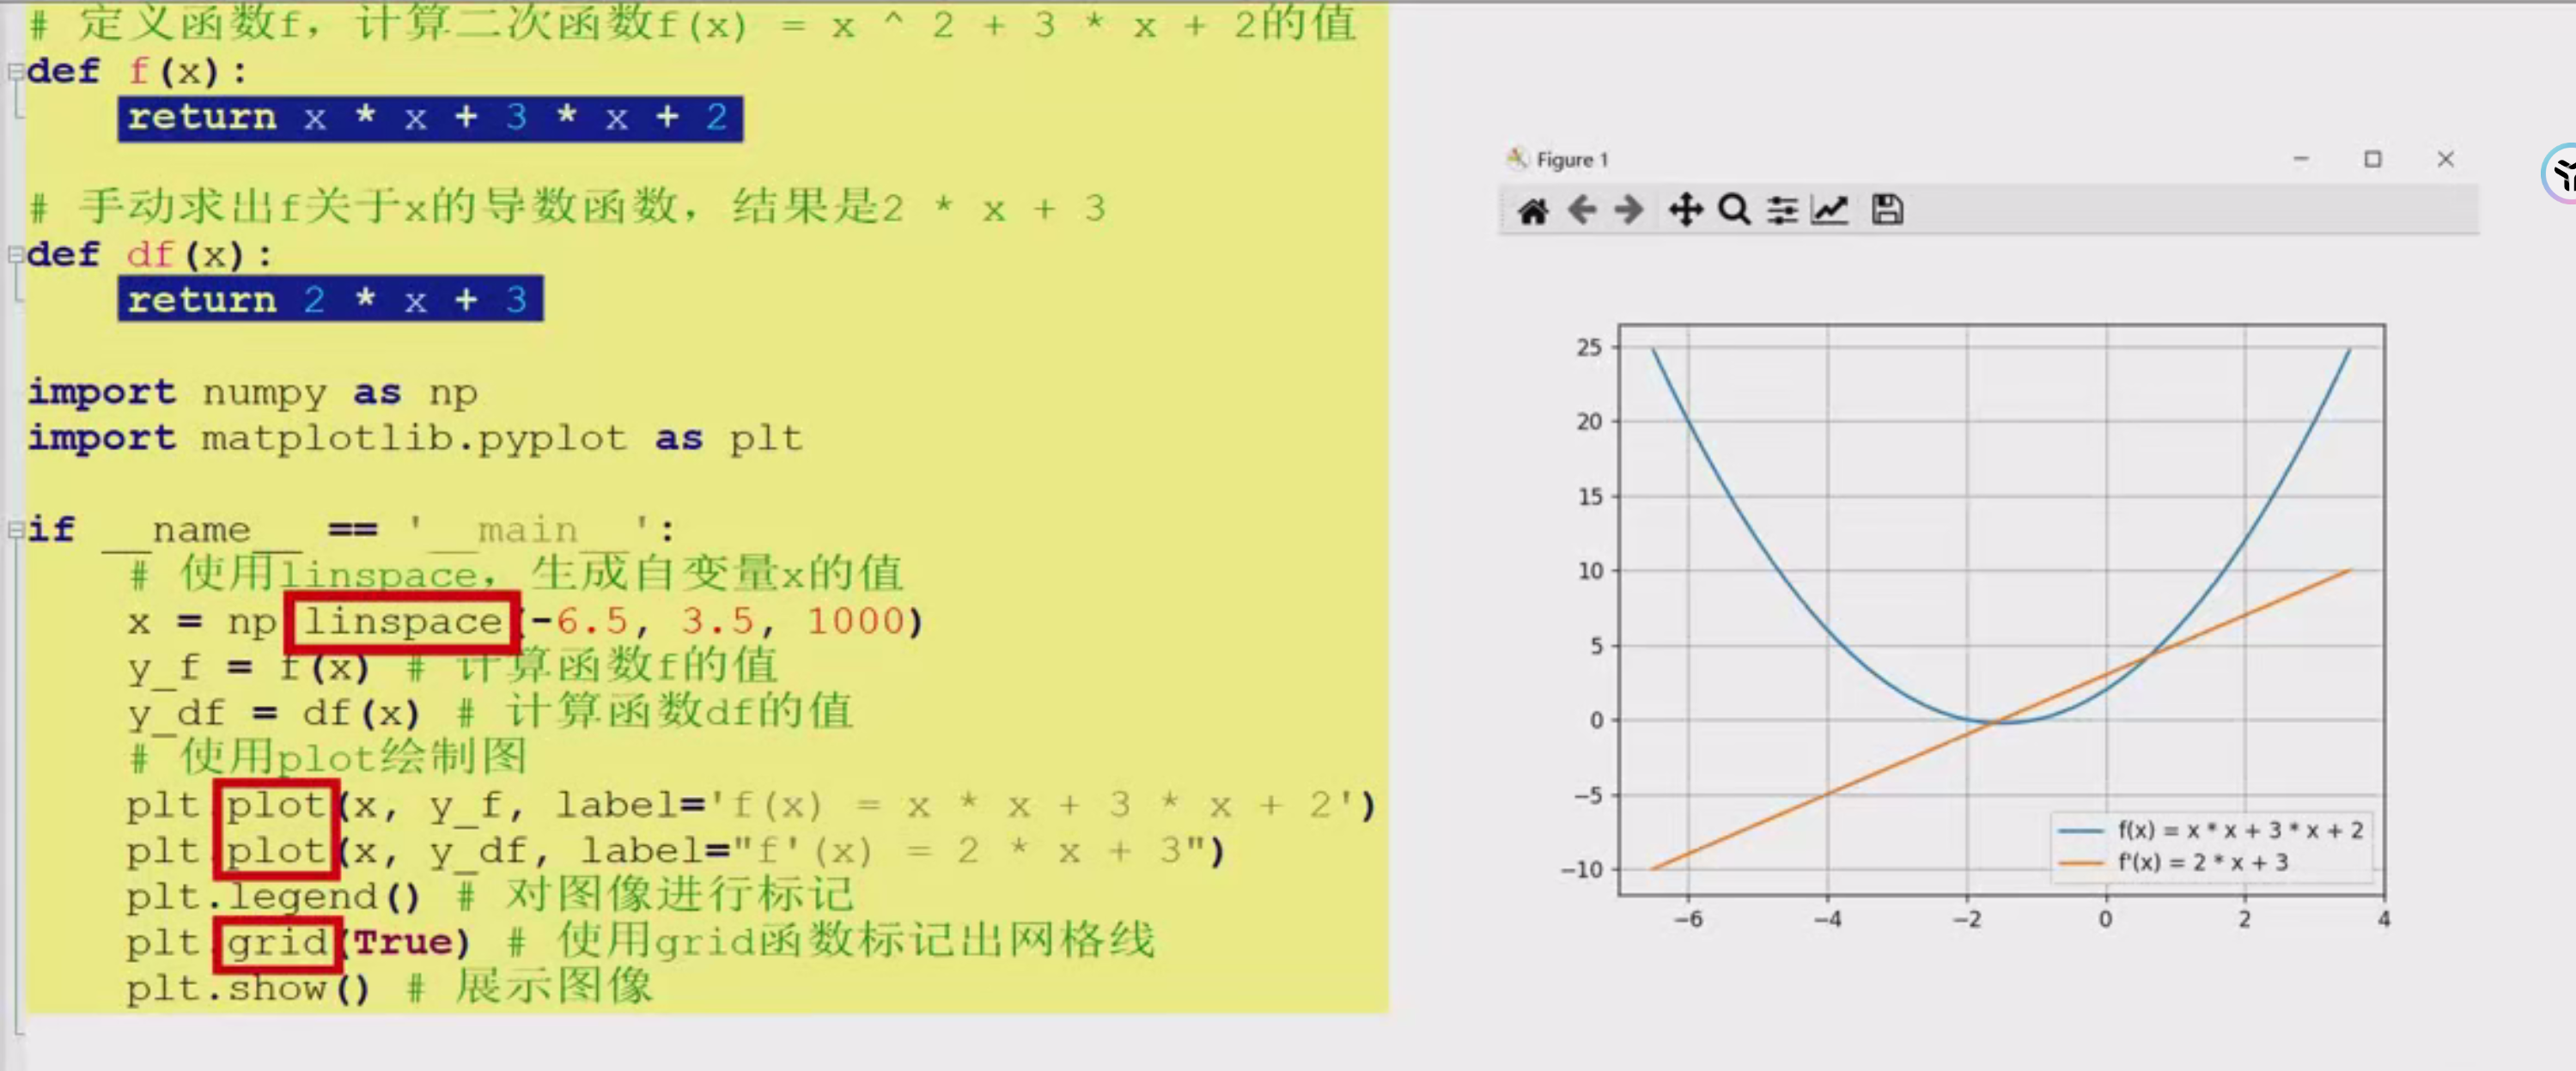 # 定义函数f，计算二次函数f(x) = x ^ 2 + 3 * x + 2的值
def f(x):
    return x * x + 3 * x + 2
# 手动求出f关于x的导数函数，结果是2 * x + 3
def df(x):
    return 2 * x + 3
import numpy as np
import matplotlib.pyplot as plt
if __name__ == '__main__':
    # 使用linspace，生成自变量x的值
    x = np.linspace(-6.5, 3.5, 1000)
    y_f = f(x) # 计算函数f的值
    y_df = df(x) # 计算函数df的值
    # 使用plot绘制图
    plt.plot(x, y_f, label='f(x) = x * x + 3 * x + 2')
    plt.plot(x, y_df, label="f'(x) = 2 * x + 3")
    plt.legend() # 对图像进行标记
    plt.grid(True) # 使用grid函数标记出网格线
    plt.show() # 展示图像
Figure 1
25
20
15
10
5
0
−5
−10
−6 −4 −2 0 2 4
f(x) = x * x + 3 * x + 2
f'(x) = 2 * x + 3